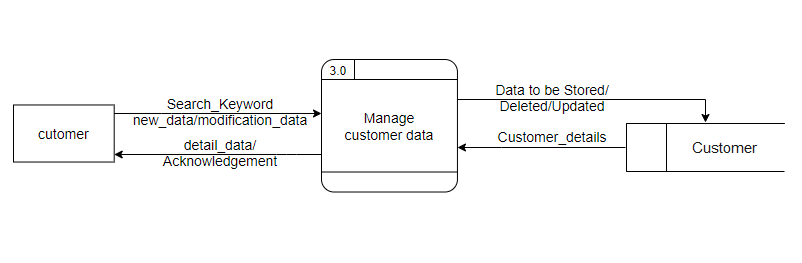 3.0
Search_Keyword
new_data/modification_data
cutomer
detail_data/
Acknowledgement
Manage
customer data
Data to be Stored/
Deleted/Updated
Customer_details
Customer